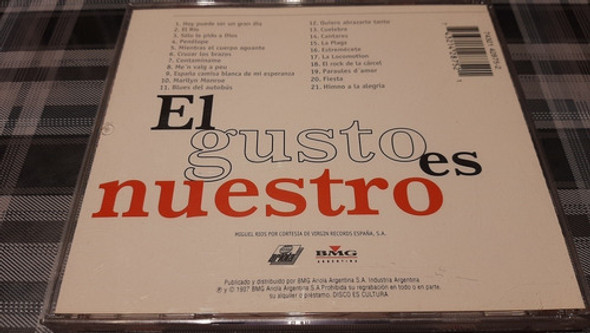 1. Hoy puede ser un gran día
2. El Río
3. Sólo le pido a Dios
4. Penélope
5. Mientras el cuerpo aguante
6. Cruzar los brazos
7. Contamíname
8. Me'n vaig a peu
9. España camisa blanca de mi esperanza
10. Marilyn Monroe
11. Blues del autobús
12. Quiero abrazarte tanto
13. Conlebro
14. Cantares
15. La Plaga
16. Extremécete
17. La Locomotion
18. El rock de la cárcel
19. Paraules d'amor
20. Fiesta
21. Himno a la alegría
El
gusto es
nuestro
MIGUEL RIOS POR CORTESIA DE VIRGIN RECORDS ESPAÑA, S.A.
BMG
ARGENTINA
Publicado y distribuido por BMG Ariola Argentina S.A. Industria Argentina
℗ y © 1997 BMG Ariola Argentina S.A Prohibida su regrabación en todo o en parte,
su alquiler o préstamo. DISCO ES CULTURA